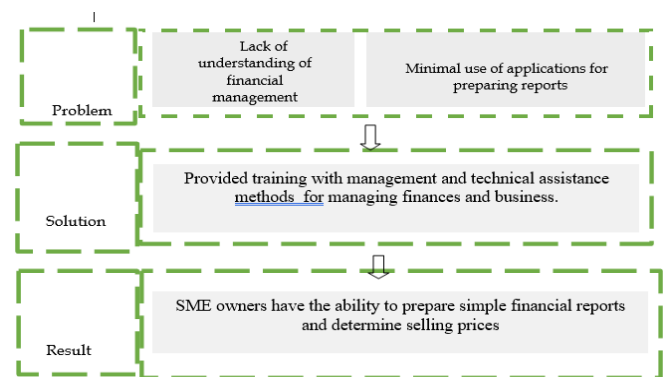 Problem
Lack of
understanding of
financial
management
Minimal use of applications for
preparing reports
Solution
Provided training with management and technical assistance
methods  for managing finances and business.
Result
SME owners have the ability to prepare simple financial reports
and determine selling prices